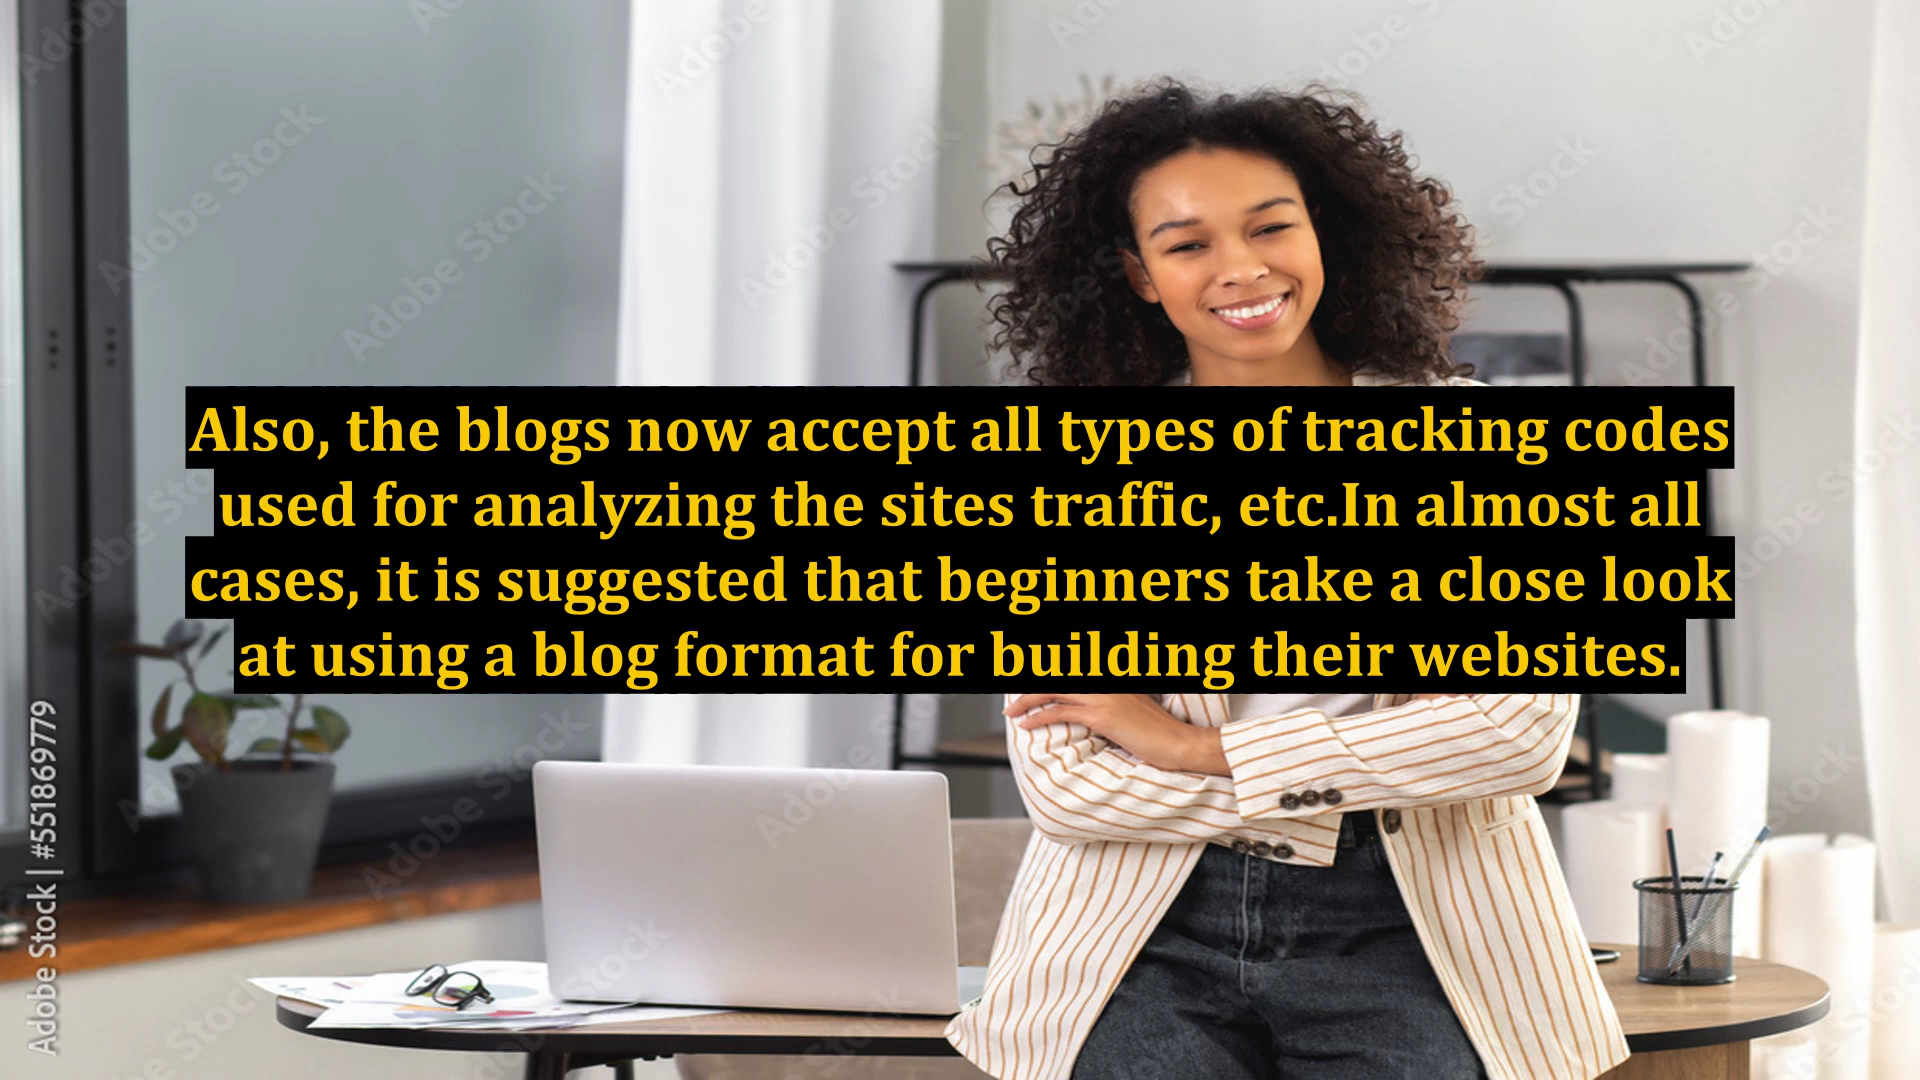 Also, the blogs now accept all types of tracking codes
used for analyzing the sites traffic, etc.In almost all
cases, it is suggested that beginners take a close look
at using a blog format for building their websites.
Adobe Stock | #551869779
Adobe Stock